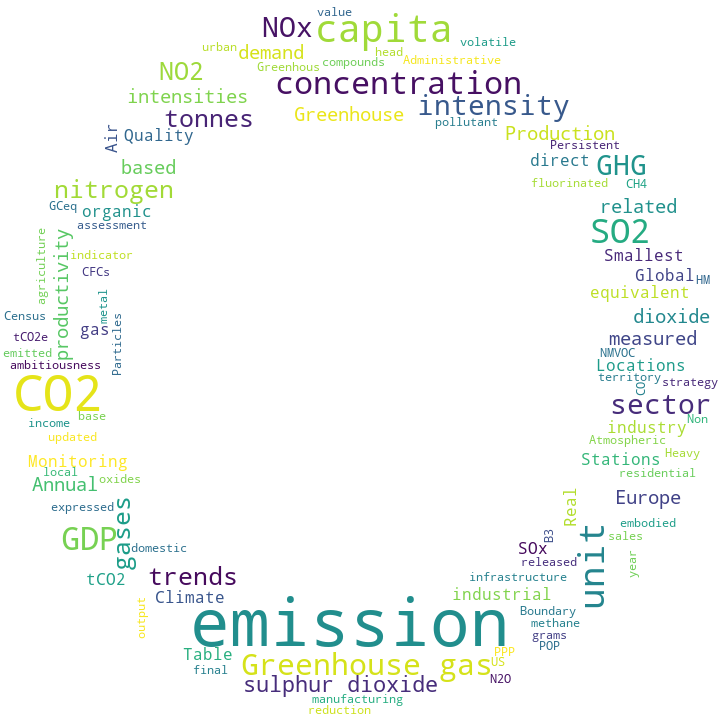 value
NOx
capita
urban
demand
head
volatile
Greenhous
compounds
Administrative
NO2
concentration
intensities
Greenhouse
intensity
tonnes
pollutant
Production
Air
Quality
Persistent
based
direct
GHG
nitrogen
fluorinated
CH4
GCeq
organic
related
assessment
SO2
agriculture
productivity
indicator
Smallest
CFCs
Global
HM
metal
equivalent
Census
gas
Particles
dioxide
tCO2e
measured
emitted
NMVOC
ambitiousness
Locations
territory
CO
strategy
CO2
sector
income
base
Non
updated
industry
Atmospheric
Monitoring
Stations
Heavy
local
oxides
residential
Annual
Real
Europe
expressed
gases
embodied
GDP
domestic
B3
SOx
unit
sales
released
year
tCO2
trends
infrastructure
Climate
industrial
output
emission
Boundary
methane
grams
POP
Table
final
Greenhouse gas
PPP
US
N2O
sulphur dioxide
manufacturing
reduction